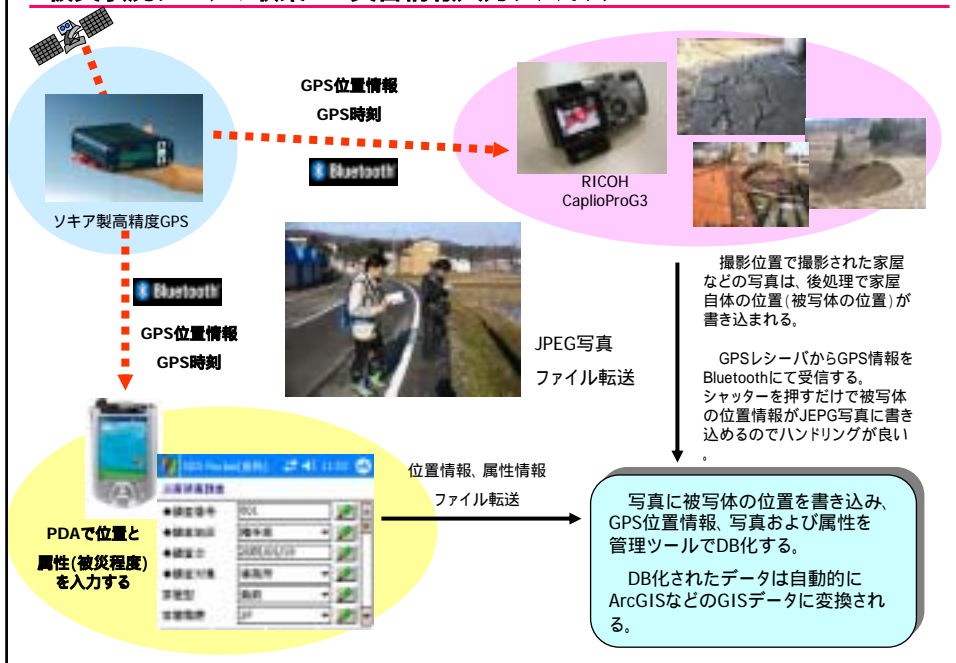 GPS位置情報
GPS時刻
Bluetooth
RICOH
CaplioProG3
ソキア製高精度GPS
Bluetooth
GPS位置情報
GPS時刻
JPEG写真
ファイル転送
撮影位置で撮影された家屋
などの写真は、後処理で家屋
自体の位置(被写体の位置)が
書き込まれる。
GPSレシーバからGPS情報を
Bluetoothにて受信する。
シャッターを押すだけで被写体
の位置情報がJEPG写真に書き
込めるのでハンドリングが良い
。
位置情報、属性情報
ファイル転送
PDAで位置と
属性(被災程度)
を入力する
写真に被写体の位置を書き込み、
GPS位置情報、写真および属性を
管理ツールでDB化する。
DB化されたデータは自動的に
ArcGISなどのGISデータに変換され
る。